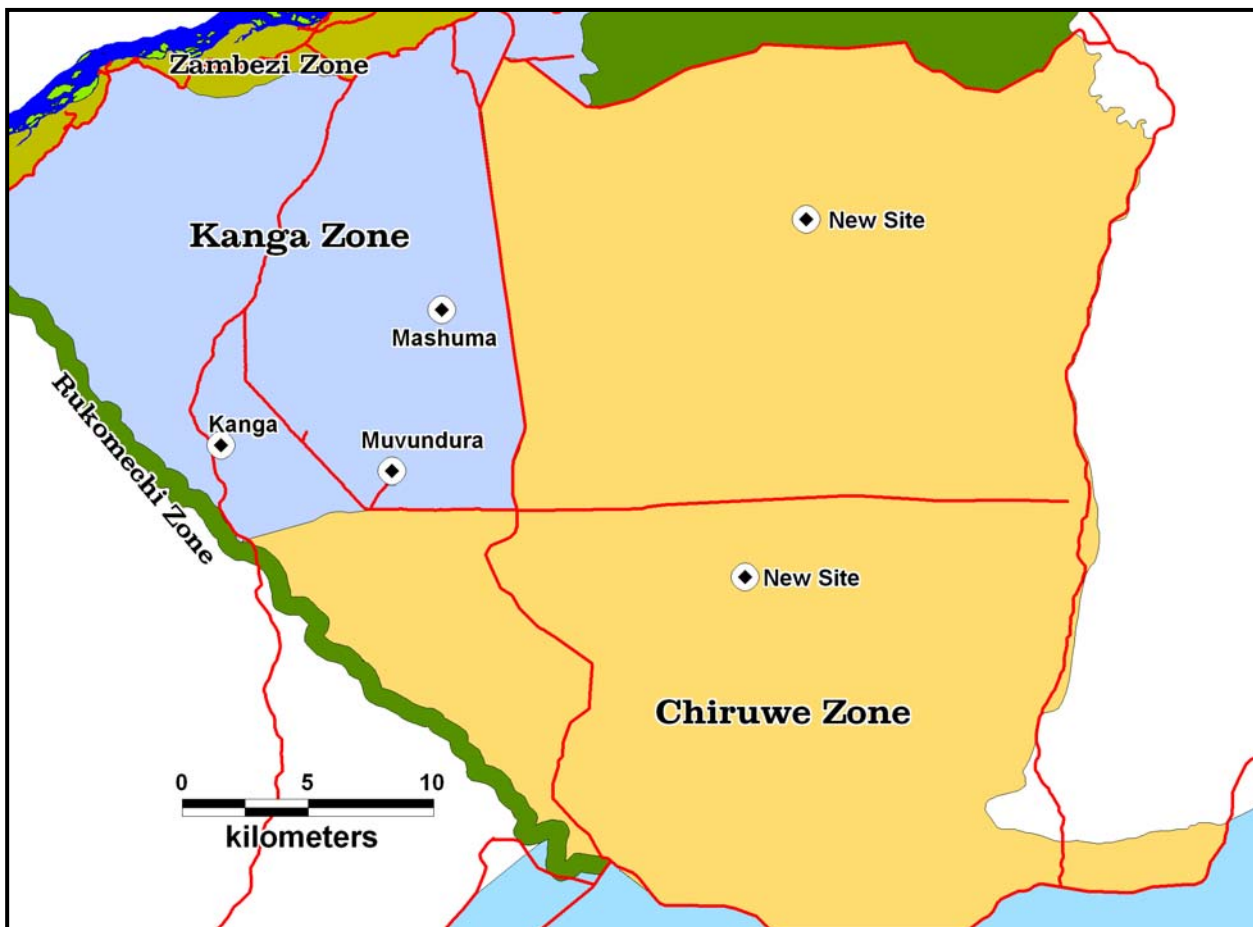 Zambezi Zone
New Site
Kanga Zone
Mashuma
Rukomechi Zone
Kanga
Muvundura
New Site
Chiruwe Zone
0 5 10
kilometers